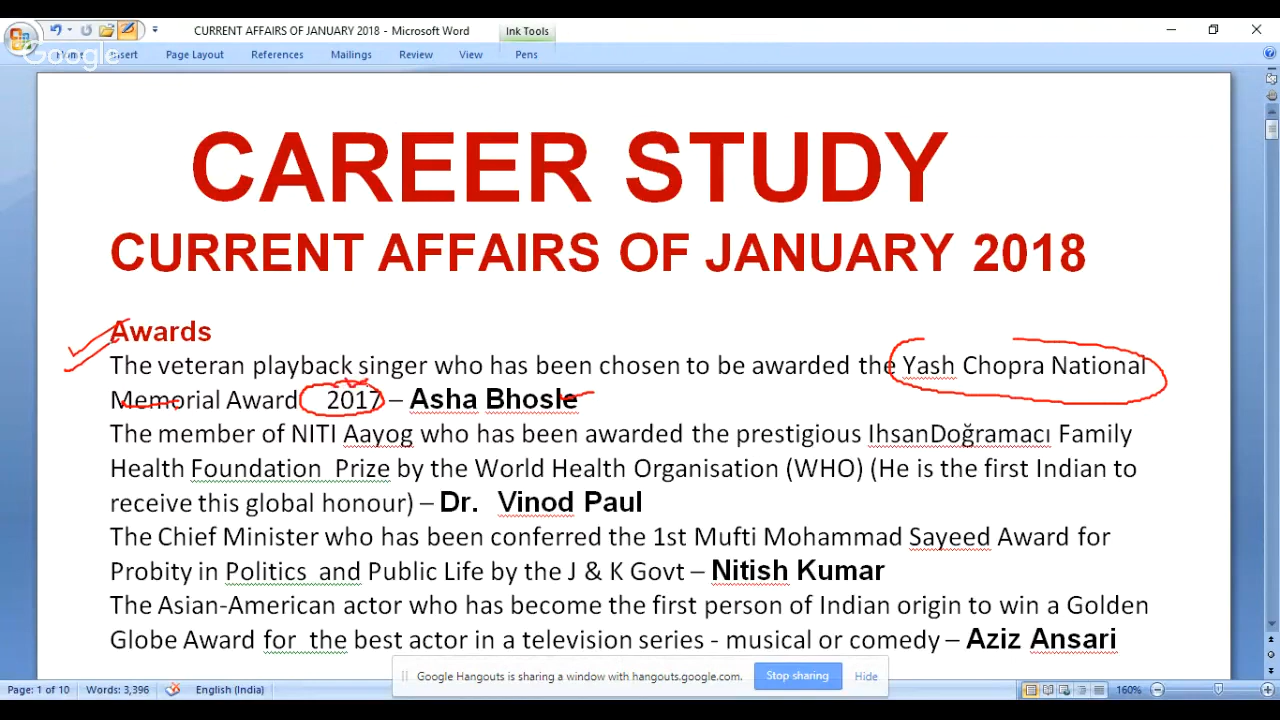 CURRENT AFFAIRS OF JANUARY 2018 - Microsoft Word
Ink Tools
Google
Home Insert Page Layout References Mailings Review View Pens
CAREER STUDY
CURRENT AFFAIRS OF JANUARY 2018
Awards
The veteran playback singer who has been chosen to be awarded the Yash Chopra National
Memorial Award 2017 – Asha Bhosle
The member of NITI Aayog who has been awarded the prestigious IhsanDoğramacı Family
Health Foundation Prize by the World Health Organisation (WHO) (He is the first Indian to
receive this global honour) – Dr. Vinod Paul
The Chief Minister who has been conferred the 1st Mufti Mohammad Sayeed Award for
Probity in Politics and Public Life by the J & K Govt – Nitish Kumar
The Asian-American actor who has become the first person of Indian origin to win a Golden
Globe Award for the best actor in a television series - musical or comedy – Aziz Ansari
Google Hangouts is sharing a window with hangouts.google.com. Stop sharing Hide
Page: 1 of 10 Words: 3,396 English (India) 160%